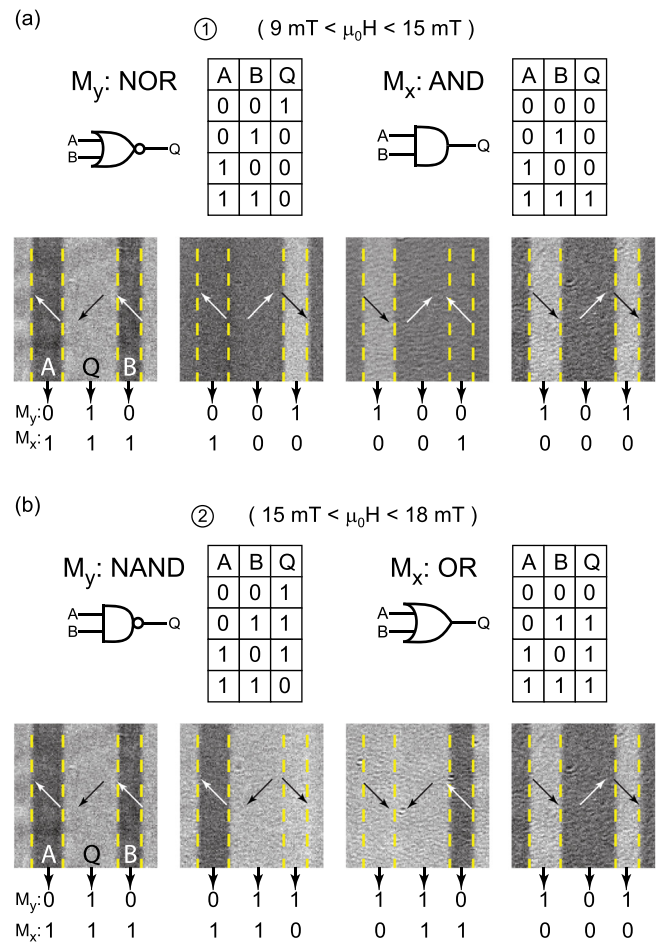 (a)
① ( 9 mT < μ₀H < 15 mT )
My: NOR
A B Q
Mx: AND
A B Q
0 0 1
0 0 0
0 1 0
0 1 0
1 0 0
1 0 0
1 1 0
1 1 1
A B Q
A B Q
A Q B
My: 0 1 0 0 0 1 1 0 0 1 0 1
Mx: 1 1 1 1 0 0 0 0 1 0 0 0
(b)
② ( 15 mT < μ₀H < 18 mT )
My: NAND
A B Q
Mx: OR
A B Q
0 0 1
0 0 0
0 1 1
0 1 1
1 0 1
1 0 1
1 1 0
1 1 1
A B Q
A B Q
A Q B
My: 0 1 0 0 1 1 1 1 0 1 0 1
Mx: 1 1 1 1 1 0 0 1 1 0 0 0